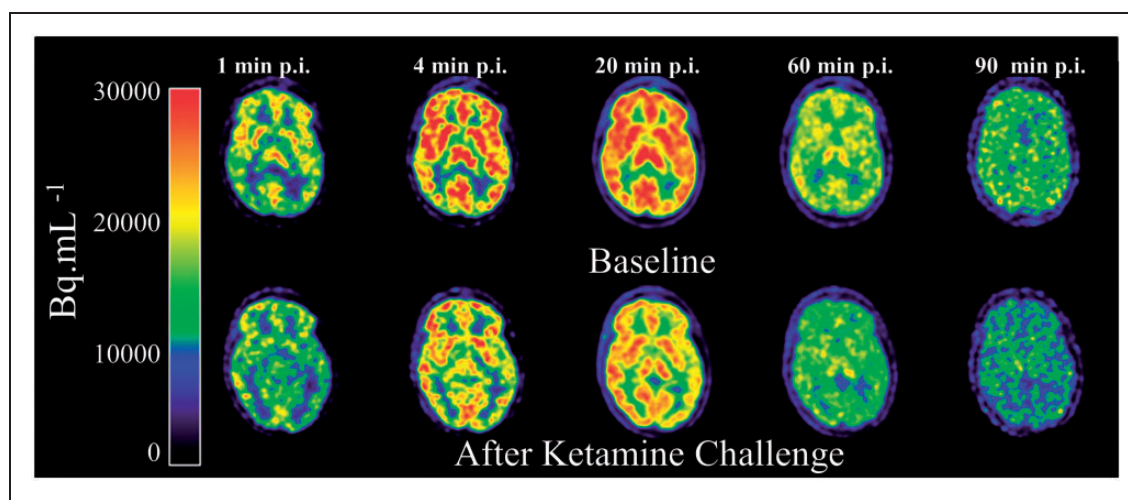 1 min p.i. 4 min p.i. 20 min p.i. 60 min p.i. 90 min p.i.
30000
20000
10000
0
Bq.mL⁻¹
Baseline
After Ketamine Challenge